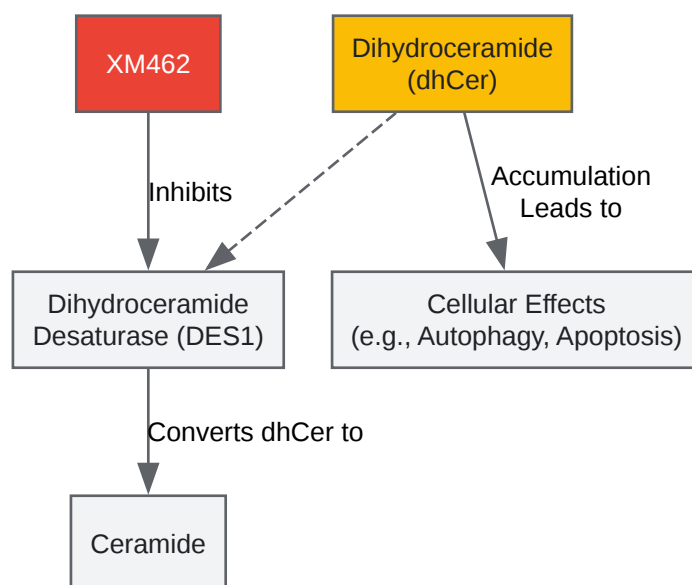 XM462
Dihydroceramide
(dhCer)
Inhibits
Accumulation
Leads to
Dihydroceramide
Desaturase (DES1)
Cellular Effects
(e.g., Autophagy, Apoptosis)
Converts dhCer to
Ceramide